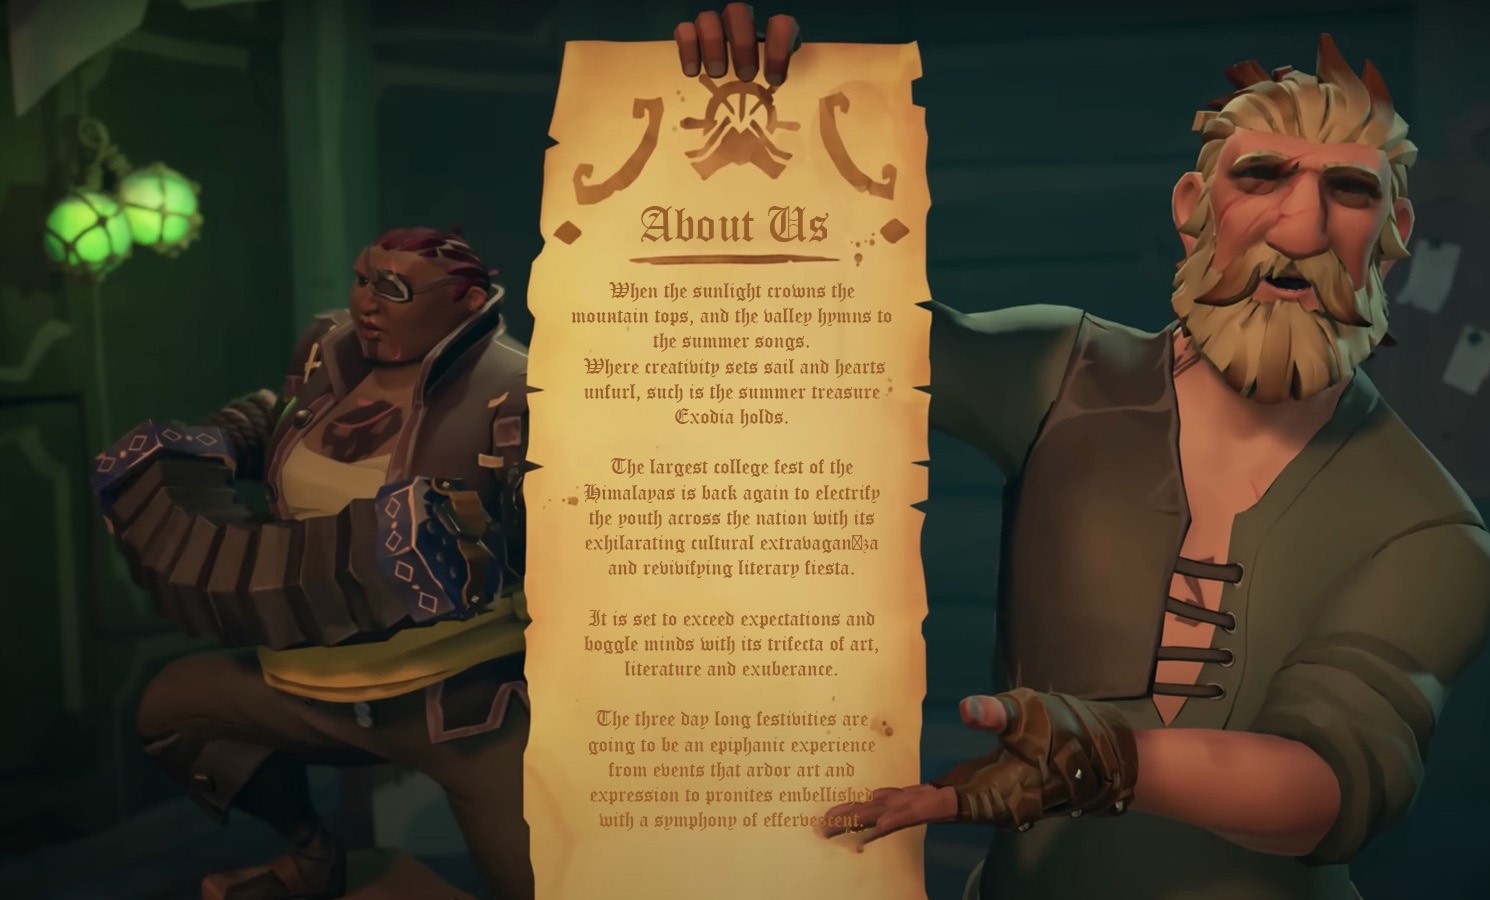 About Us
When the sunlight crowns the
mountain tops, and the valley hymns to
the summer songs.
Where creativity sets sail and hearts
unfurl, such is the summer treasure
Exodia holds.
The largest college fest of the
Himalayas is back again to electrify
the youth across the nation with its
exhilarating cultural extravagan□za
and revivifying literary fiesta.
It is set to exceed expectations and
boggle minds with its trifecta of art,
literature and exuberance.
The three day long festivities are
going to be an epiphanic experience
from events that ardor art and
expression to pronites embellished
with a symphony of effervescent.